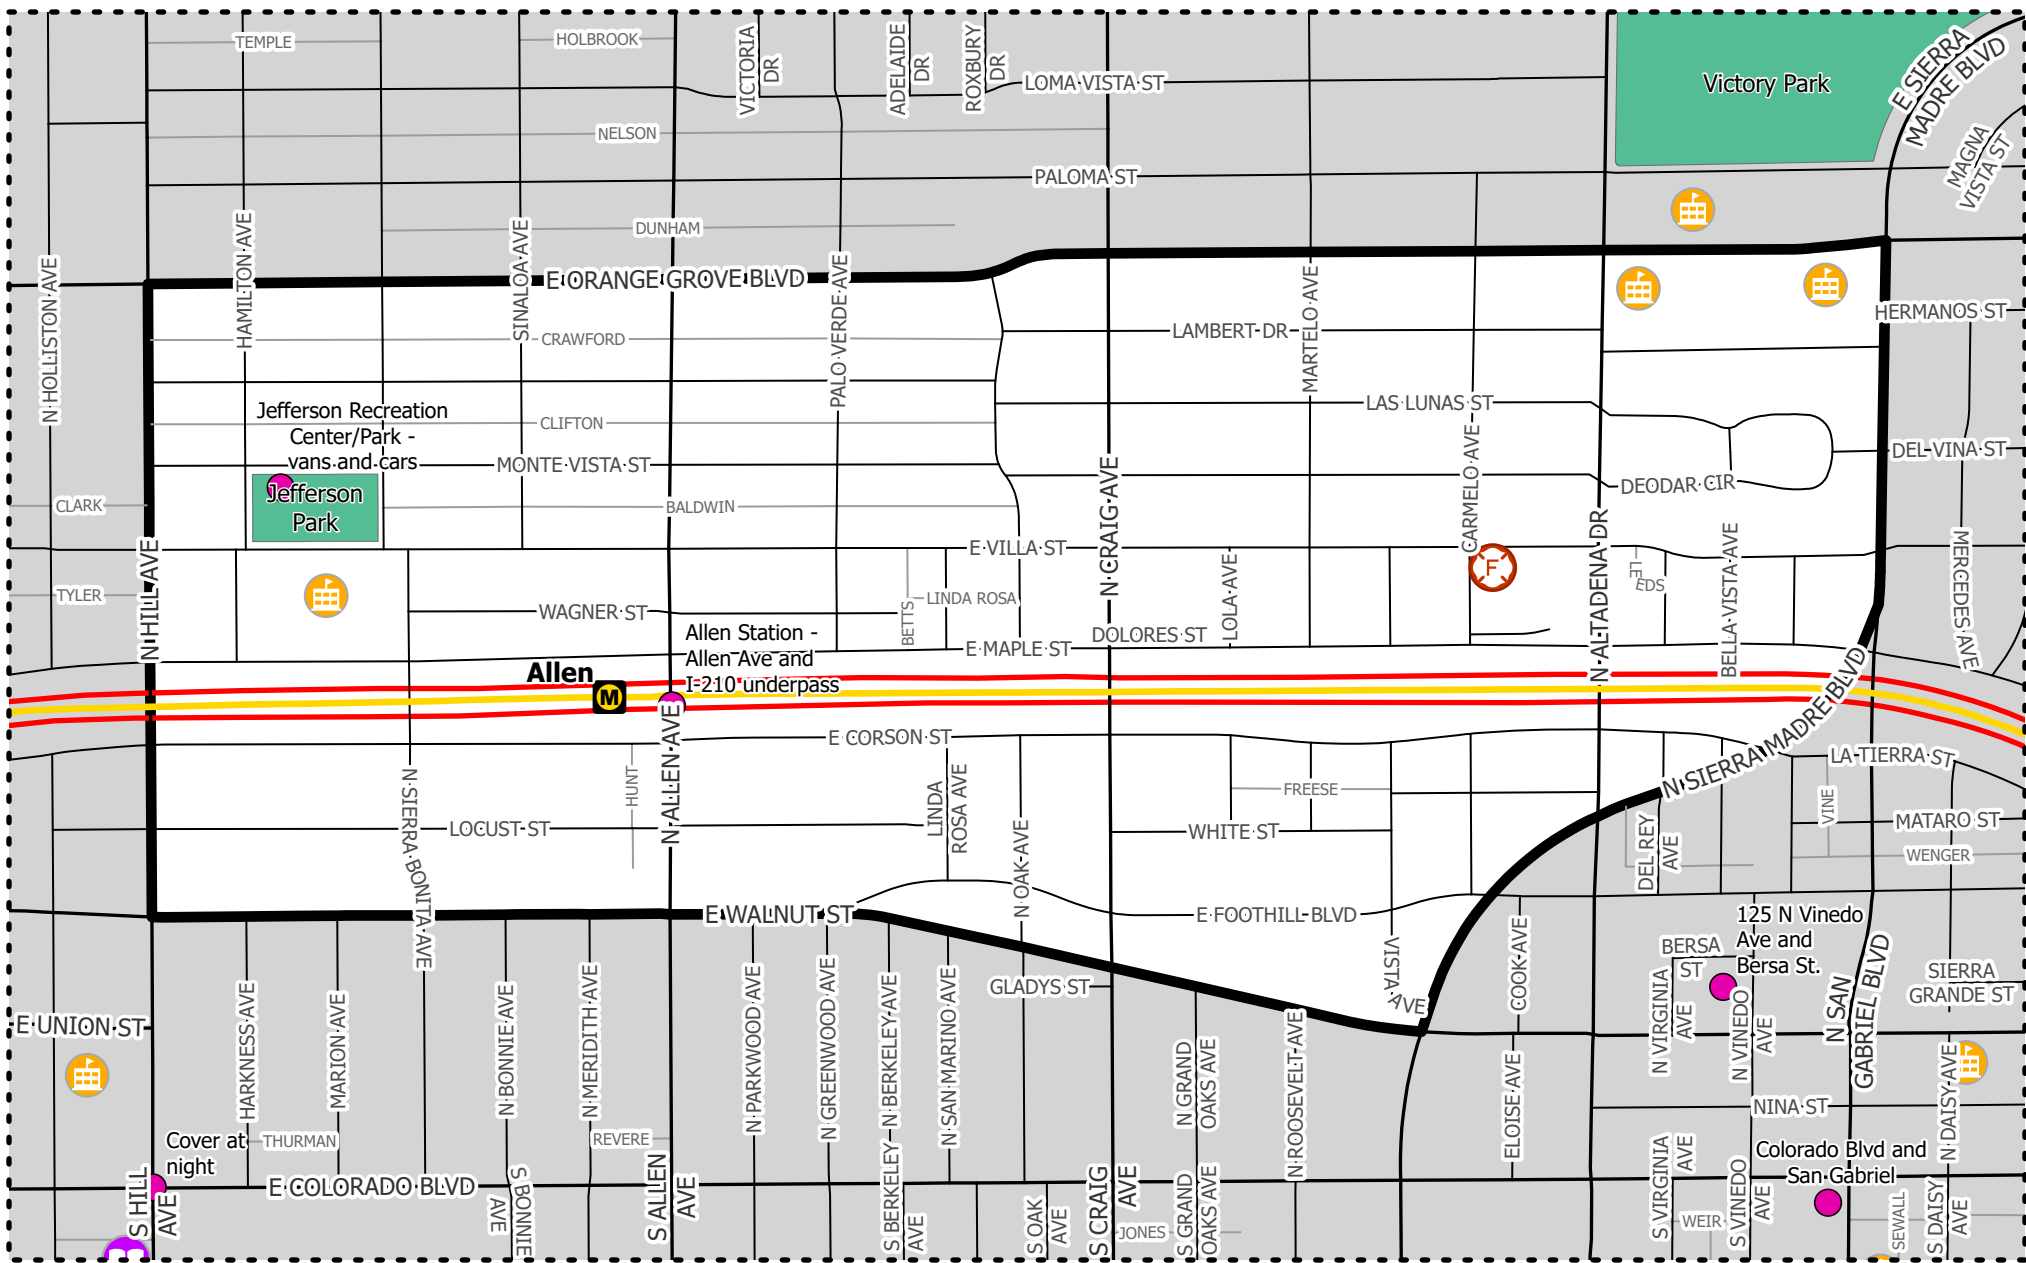 TEMPLE
HOLBROOK
VICTORIA
DR
ADELAIDE
DR
ROXBURY
DR
LOMA VISTA ST
Victory Park
E SIERRA
MADRE BLVD
NELSON
MAGNA
VISTA ST
PALOMA ST
DUNHAM
N HOLLISTON AVE
HAMILTON AVE
SINALOA AVE
E ORANGE GROVE BLVD
PALO VERDE AVE
MARTELO AVE
HERMANOS ST
CRAWFORD
LAMBERT DR
Jefferson Recreation
Center/Park -
vans and cars
CLIFTON
LAS LUNAS ST
CARMELO AVE
MONTE VISTA ST
DEL VINA ST
N CRAIG AVE
DEODAR CIR
Jefferson
Park
CLARK
BALDWIN
N ALTADENA DR
BELLA VISTA AVE
MERCEDES AVE
N HILL AVE
E VILLA ST
F
LEEDS
TYLER
BETTS
LINDA ROSA
LOLA AVE
WAGNER ST
Allen Station -
Allen Ave and
I-210 underpass
DOLORES ST
E MAPLE ST
Allen
M
N ALLEN AVE
E CORSON ST
N SIERRA MADRE BLVD
LA TIERRA ST
N SIERRA BONITA AVE
HUNT
LINDA
ROSA AVE
FREESE
VINE
LOCUST ST
N OAK AVE
WHITE ST
DEL REY
AVE
MATARO ST
WENGER
E WALNUT ST
E FOOTHILL BLVD
VISTA AVE
COOK AVE
125 N Vinedo
Ave and
Bersa St.
BERSA
ST
N SAN
GABRIEL BLVD
SIERRA
GRANDE ST
GLADYS ST
E UNION ST
HARKNESS AVE
MARION AVE
N BONNIE AVE
N MERIDITH AVE
N PARKWOOD AVE
N GREENWOOD AVE
N BERKELEY AVE
N SAN MARINO AVE
N GRAND
OAKS AVE
N ROOSEVELT AVE
ELOISE AVE
N VIRGINIA
AVE
N VINEDO
AVE
N DAISY AVE
NINA ST
Cover at
night
THURMAN
REVERE
Colorado Blvd and
San Gabriel
E COLORADO BLVD
S HILL
AVE
S BONNIE
AVE
S ALLEN
AVE
S BERKELEY
AVE
S OAK
AVE
S CRAIG
AVE
JONES
S GRAND
OAKS AVE
S VIRGINIA
AVE
WEIR
S VINEDO
AVE
SEWALL
S DAISY
AVE